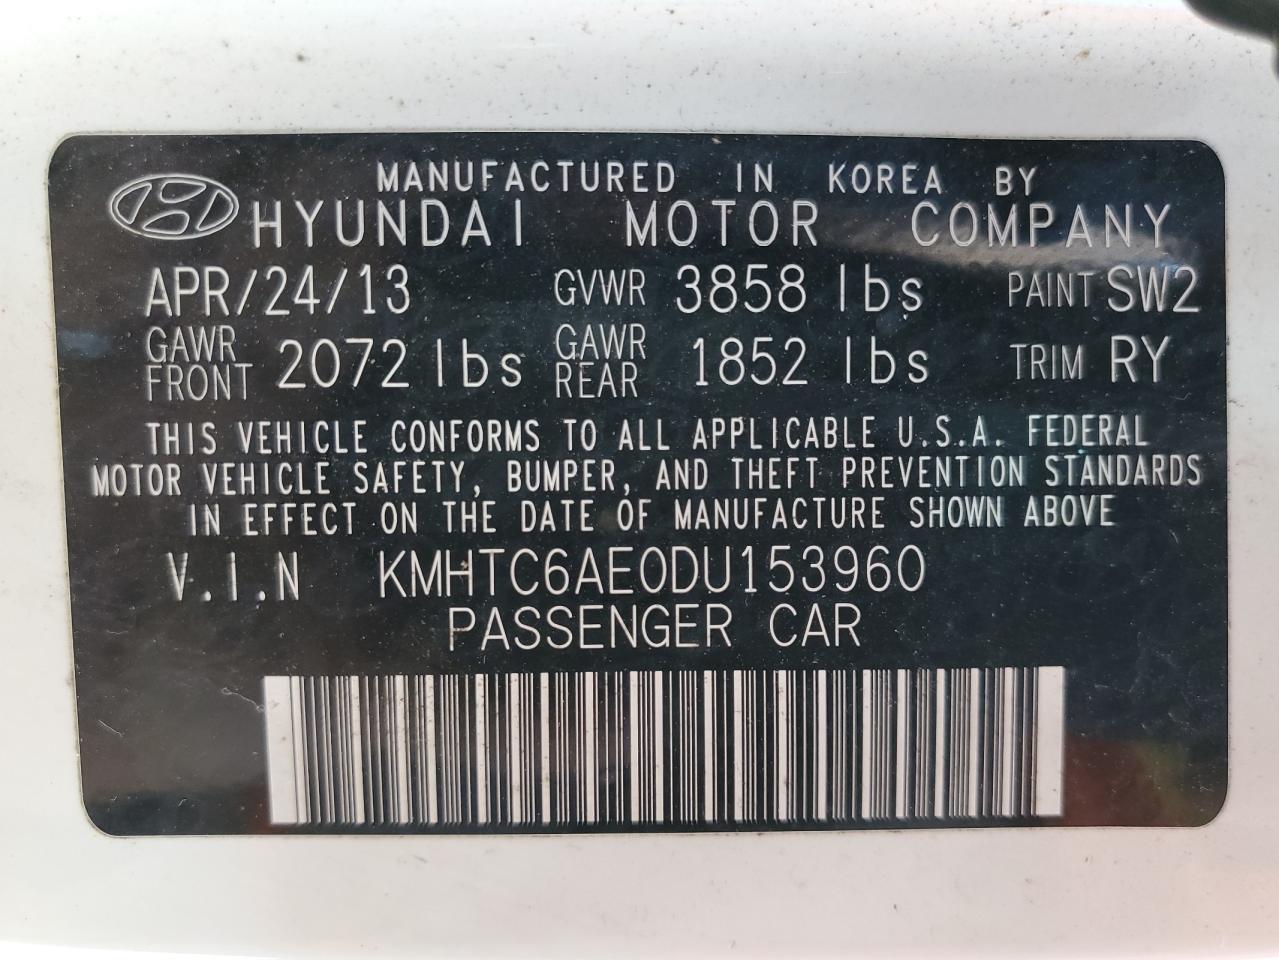 MANUFACTURED IN KOREA BY
HYUNDAI MOTOR COMPANY
APR/24/13 GVWR 3858 lbs PAINT SW2
GAWR FRONT 2072 lbs GAWR REAR 1852 lbs TRIM RY
THIS VEHICLE CONFORMS TO ALL APPLICABLE U.S.A. FEDERAL
MOTOR VEHICLE SAFETY, BUMPER, AND THEFT PREVENTION STANDARDS
IN EFFECT ON THE DATE OF MANUFACTURE SHOWN ABOVE
V.I.N KMHTC6AE0DU153960
PASSENGER CAR